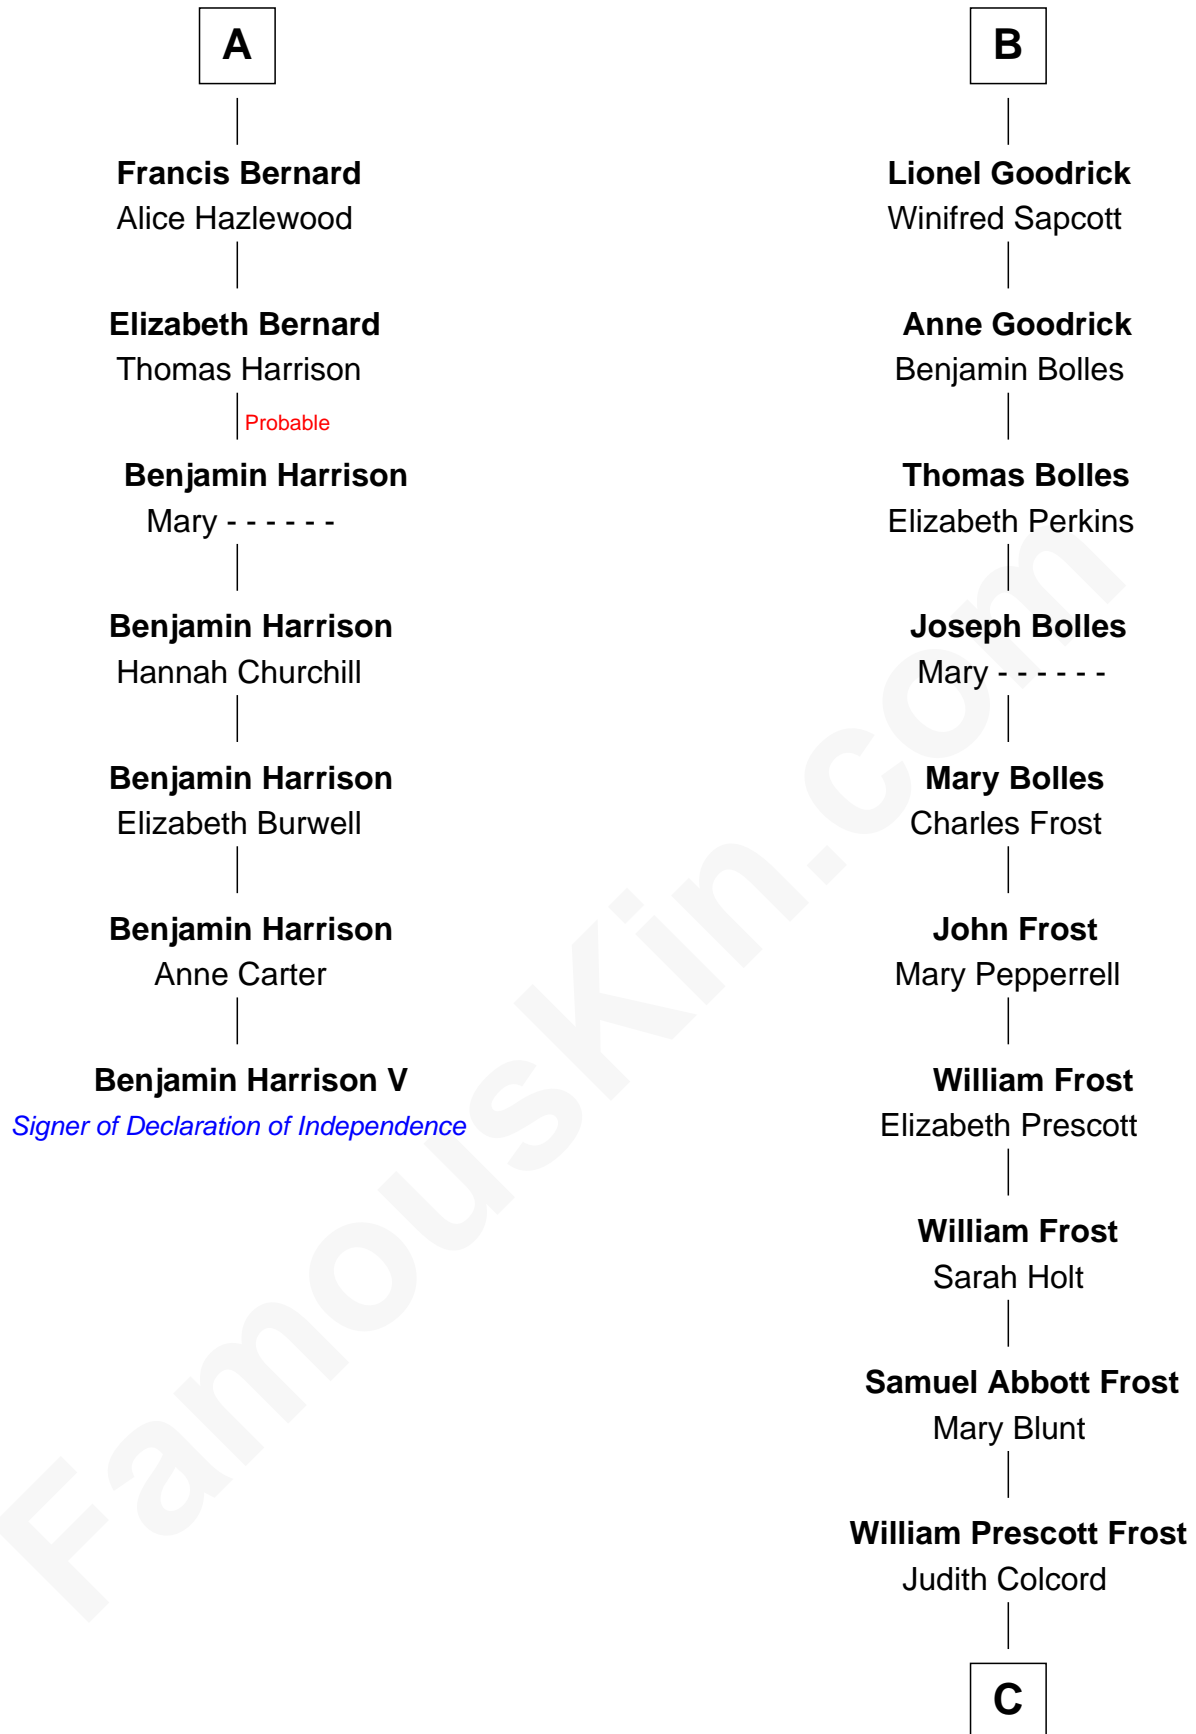 A
Francis Bernard
Alice Hazlewood
Elizabeth Bernard
Thomas Harrison
Probable
Benjamin Harrison
Mary - - - - - -
Benjamin Harrison
Hannah Churchill
Benjamin Harrison
Elizabeth Burwell
Benjamin Harrison
Anne Carter
Benjamin Harrison V
Signer of Declaration of Independence
B
Lionel Goodrick
Winifred Sapcott
Anne Goodrick
Benjamin Bolles
Thomas Bolles
Elizabeth Perkins
Joseph Bolles
Mary - - - - - -
Mary Bolles
Charles Frost
John Frost
Mary Pepperrell
William Frost
Elizabeth Prescott
William Frost
Sarah Holt
Samuel Abbott Frost
Mary Blunt
William Prescott Frost
Judith Colcord
C
FamousKin.com